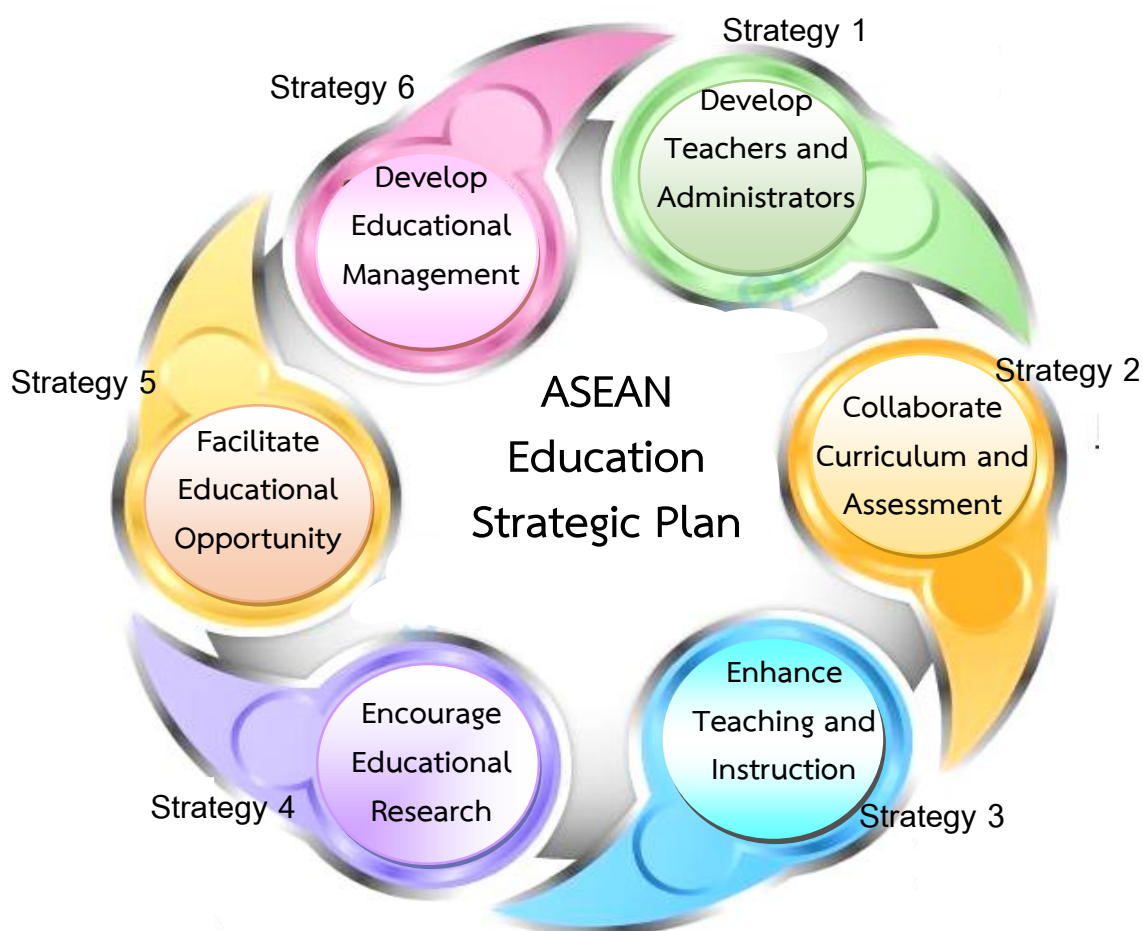 Strategy 1
Develop
Teachers and
Administrators
Strategy 2
Collaborate
Curriculum and
Assessment
Strategy 3
Enhance
Teaching and
Instruction
Strategy 4
Encourage
Educational
Research
Strategy 5
Facilitate
Educational
Opportunity
Strategy 6
Develop
Educational
Management
ASEAN
Education
Strategic Plan